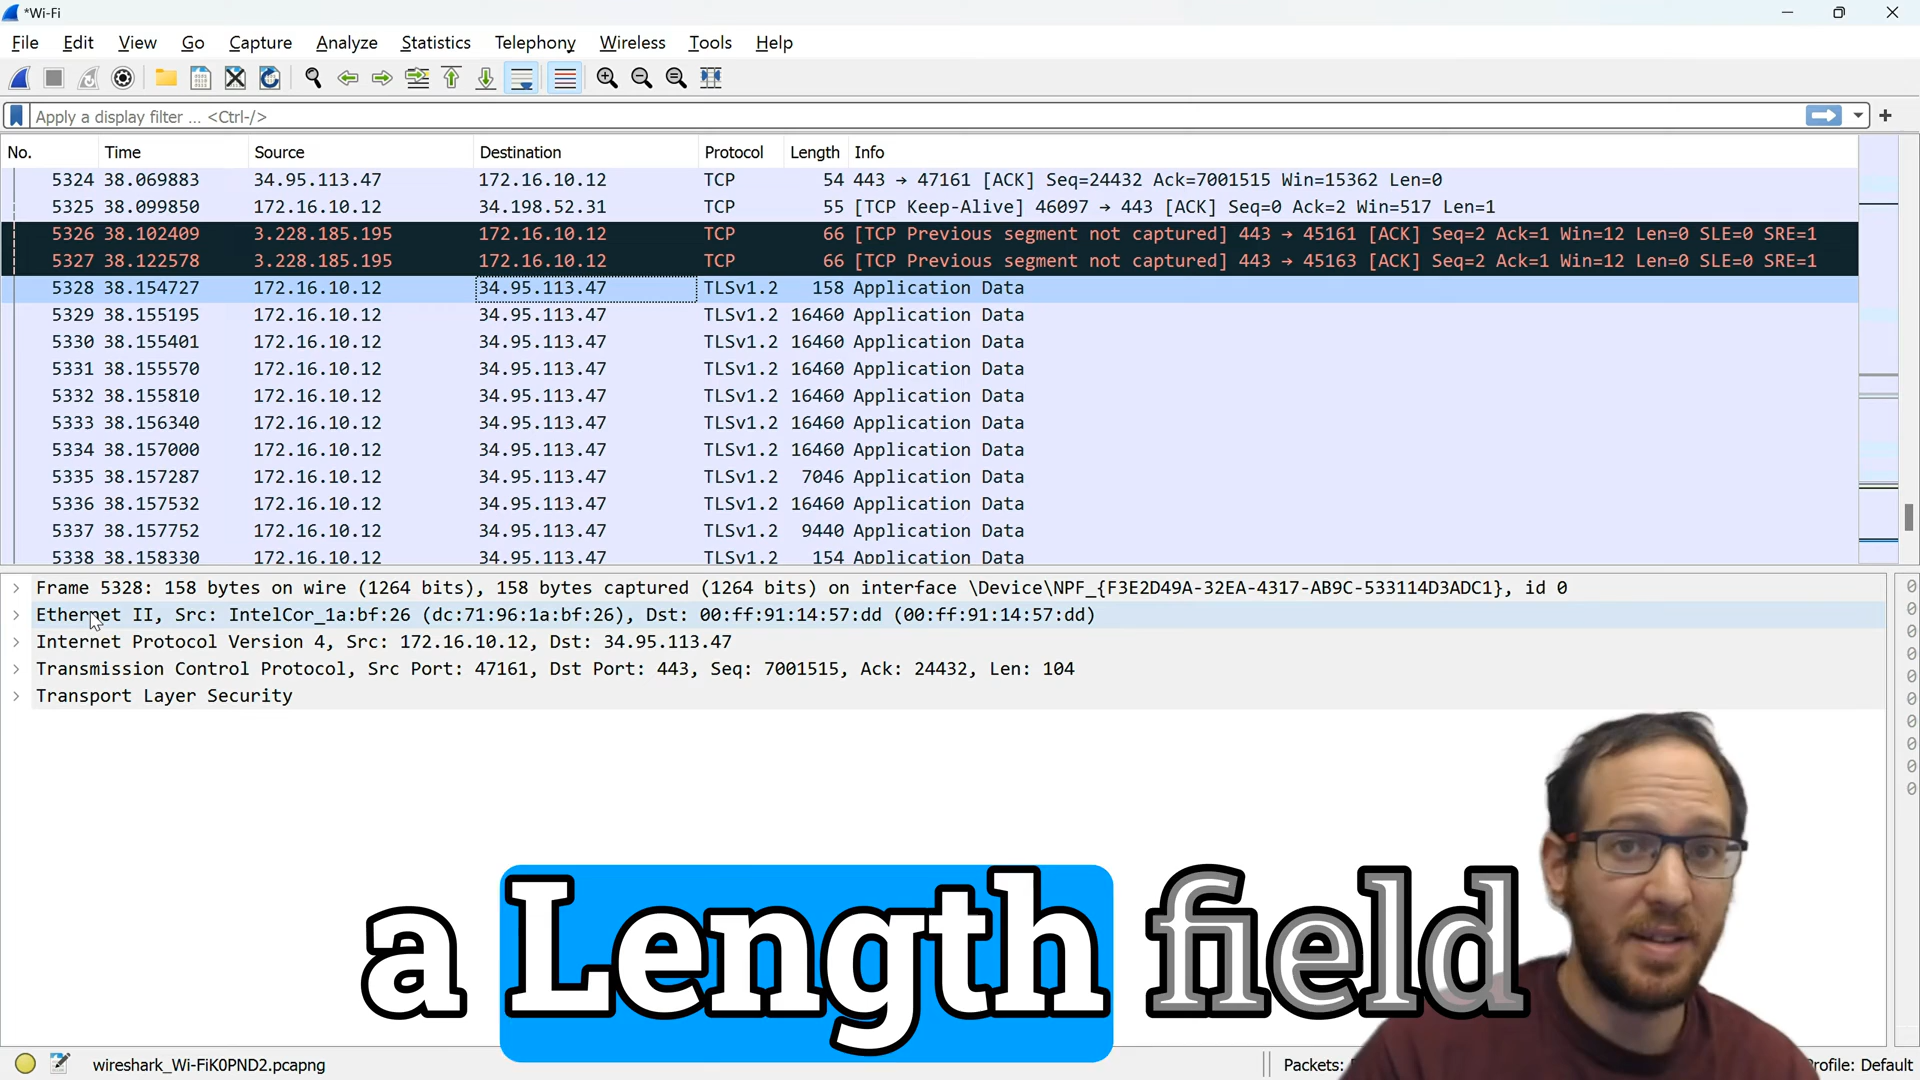 *Wi-Fi
File Edit View Go Capture Analyze Statistics Telephony Wireless Tools Help
Apply a display filter ... <Ctrl-/>
No. Time Source Destination Protocol Length Info
5324 38.069883 34.95.113.47 172.16.10.12 TCP 54 443 → 47161 [ACK] Seq=24432 Ack=7001515 Win=15362 Len=0
5325 38.099850 172.16.10.12 34.198.52.31 TCP 55 [TCP Keep-Alive] 46097 → 443 [ACK] Seq=0 Ack=2 Win=517 Len=1
5326 38.102409 3.228.185.195 172.16.10.12 TCP 66 [TCP Previous segment not captured] 443 → 45161 [ACK] Seq=2 Ack=1 Win=12 Len=0 SLE=0 SRE=1
5327 38.122578 3.228.185.195 172.16.10.12 TCP 66 [TCP Previous segment not captured] 443 → 45163 [ACK] Seq=2 Ack=1 Win=12 Len=0 SLE=0 SRE=1
5328 38.154727 172.16.10.12 34.95.113.47 TLSv1.2 158 Application Data
5329 38.155195 172.16.10.12 34.95.113.47 TLSv1.2 16460 Application Data
5330 38.155401 172.16.10.12 34.95.113.47 TLSv1.2 16460 Application Data
5331 38.155570 172.16.10.12 34.95.113.47 TLSv1.2 16460 Application Data
5332 38.155810 172.16.10.12 34.95.113.47 TLSv1.2 16460 Application Data
5333 38.156340 172.16.10.12 34.95.113.47 TLSv1.2 16460 Application Data
5334 38.157000 172.16.10.12 34.95.113.47 TLSv1.2 16460 Application Data
5335 38.157287 172.16.10.12 34.95.113.47 TLSv1.2 7046 Application Data
5336 38.157532 172.16.10.12 34.95.113.47 TLSv1.2 16460 Application Data
5337 38.157752 172.16.10.12 34.95.113.47 TLSv1.2 9440 Application Data
5338 38.158330 172.16.10.12 34.95.113.47 TLSv1.2 154 Application Data
Frame 5328: 158 bytes on wire (1264 bits), 158 bytes captured (1264 bits) on interface \Device\NPF_{F3E2D49A-32EA-4317-AB9C-533114D3ADC1}, id 0
Ethernet II, Src: IntelCor_1a:bf:26 (dc:71:96:1a:bf:26), Dst: 00:ff:91:14:57:dd (00:ff:91:14:57:dd)
Internet Protocol Version 4, Src: 172.16.10.12, Dst: 34.95.113.47
Transmission Control Protocol, Src Port: 47161, Dst Port: 443, Seq: 7001515, Ack: 24432, Len: 104
Transport Layer Security
0
0
0
0
0
0
0
0
0
0
a Length field
wireshark_Wi-FiK0PND2.pcapng Packets: rofile: Default